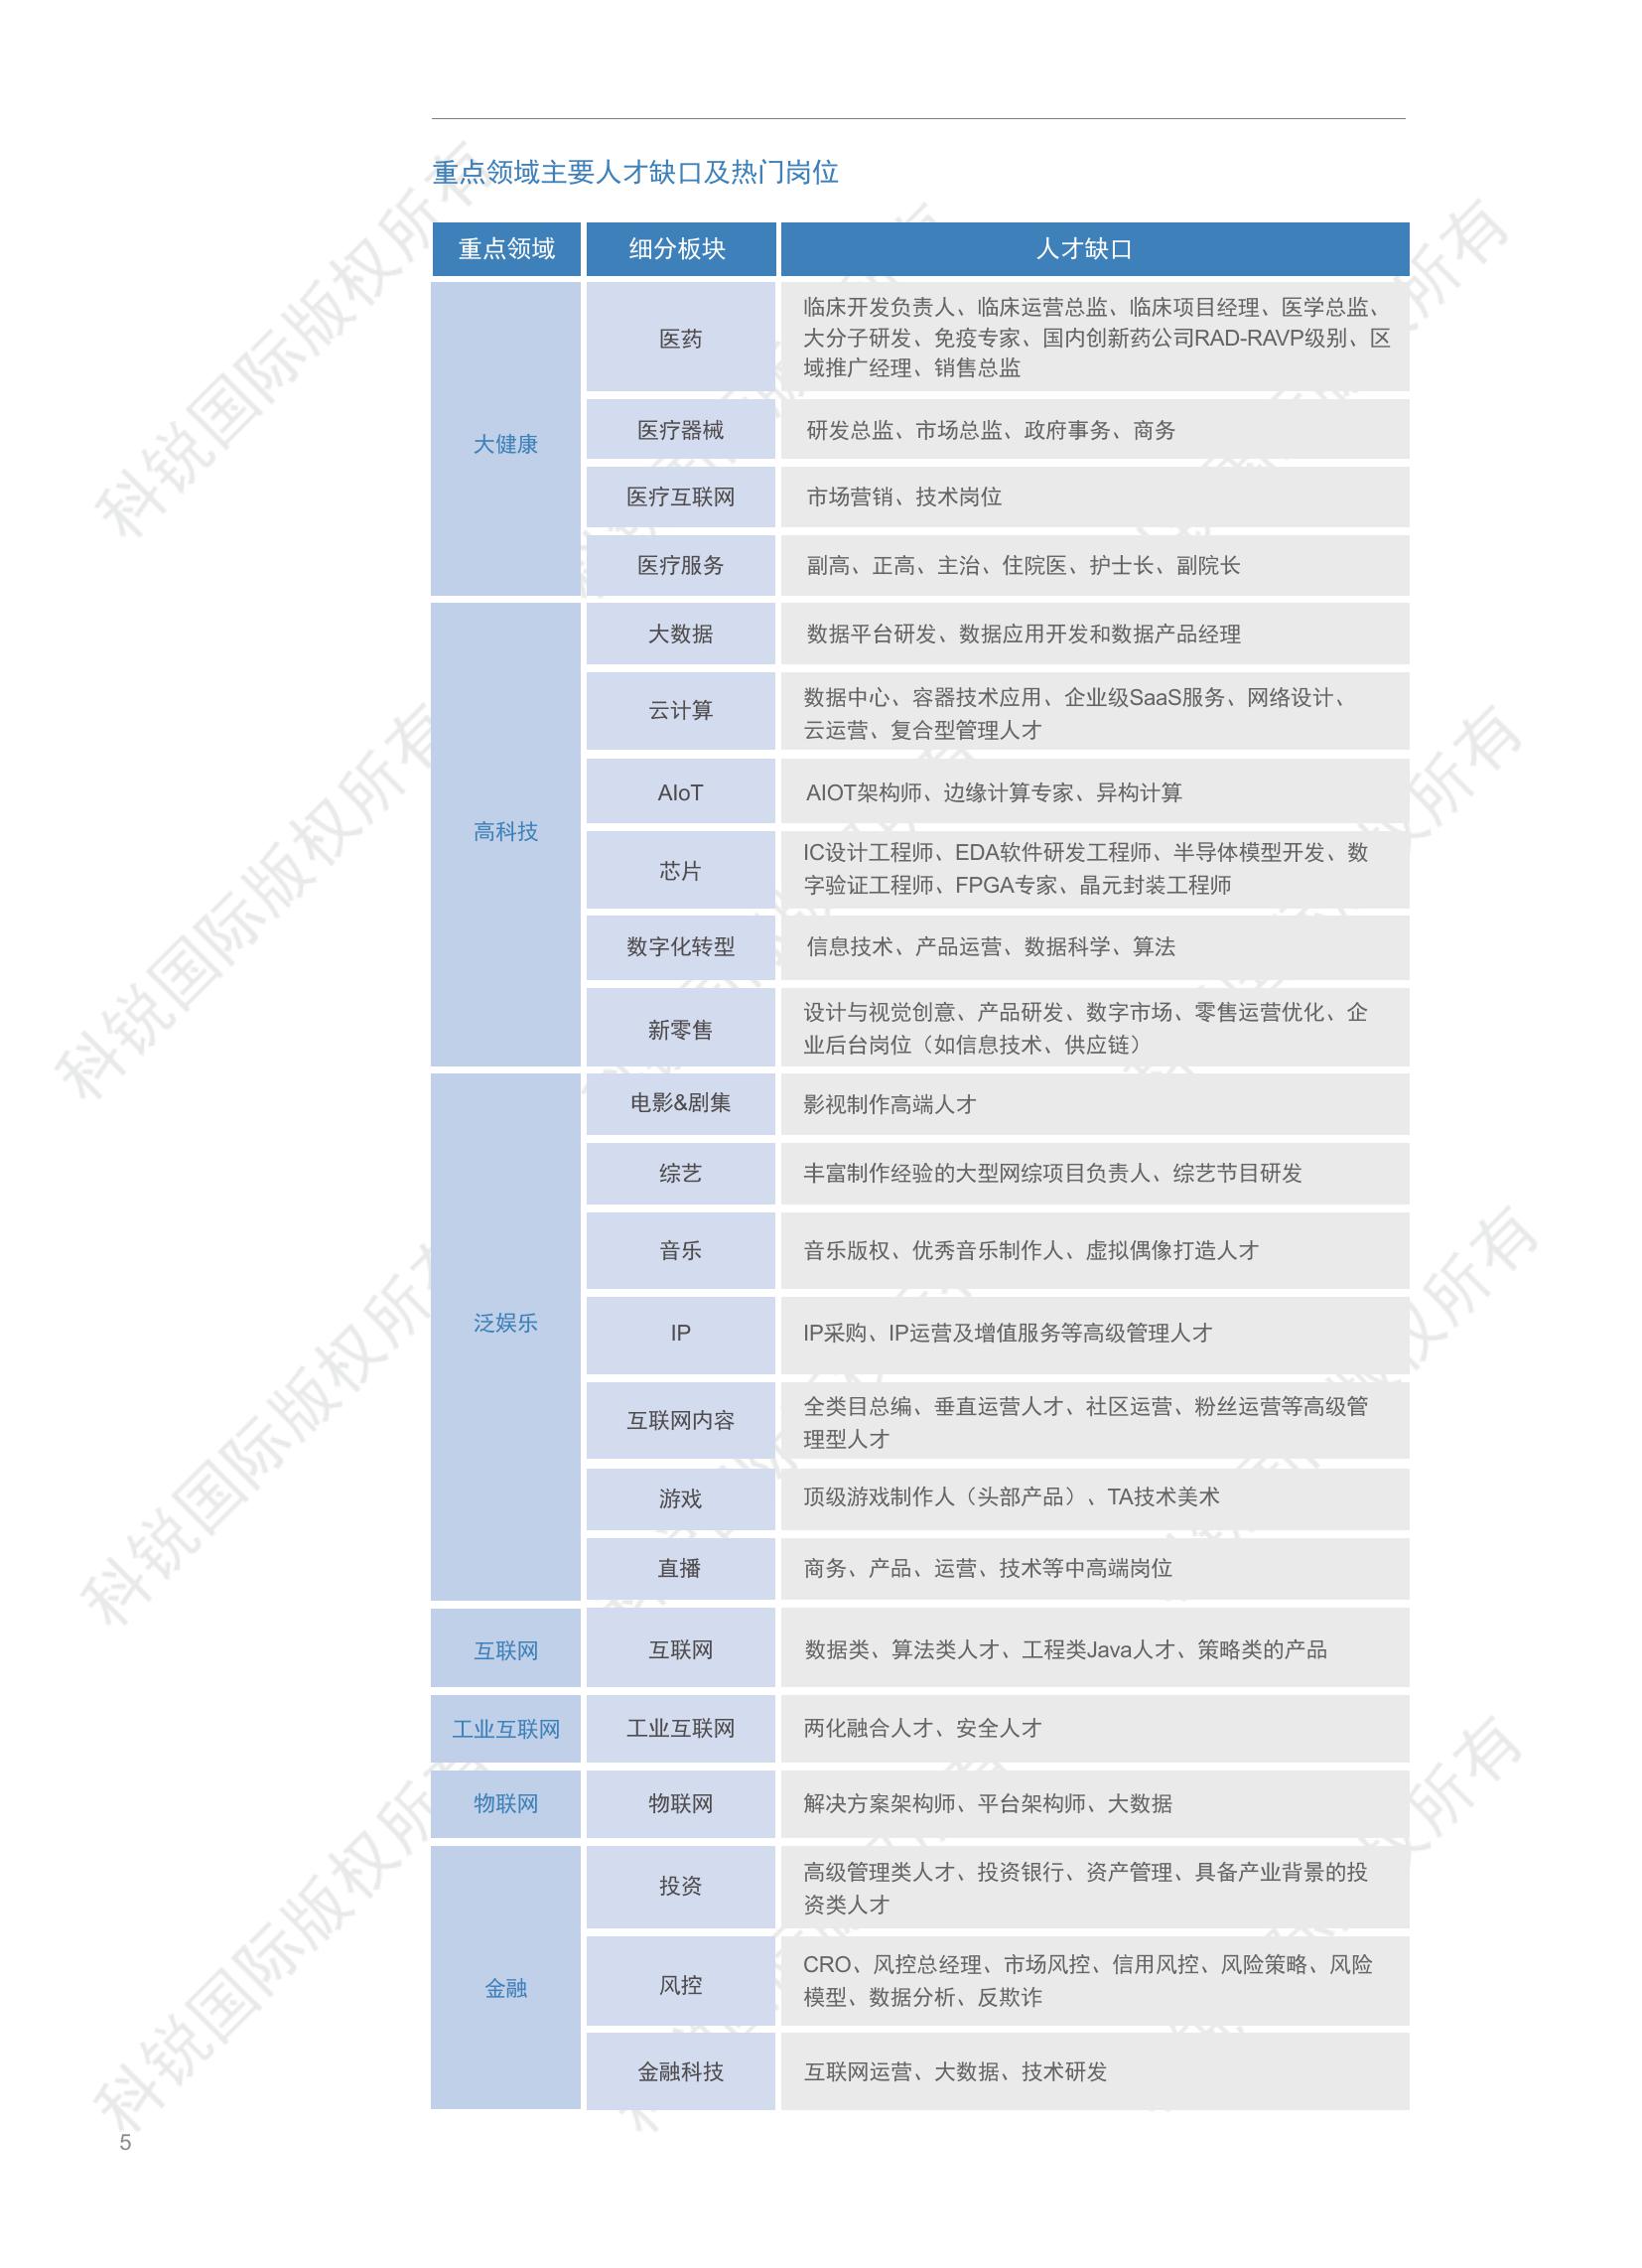 重点领域主要人才缺口及热门岗位
重点领域 细分板块 人才缺口
大健康
医药
临床开发负责人、临床运营总监、临床项目经理、医学总监、
大分子研发、免疫专家、国内创新药公司RAD-RAVP级别、区
域推广经理、销售总监
医疗器械 研发总监、市场总监、政府事务、商务
医疗互联网 市场营销、技术岗位
医疗服务 副高、正高、主治、住院医、护士长、副院长
高科技
大数据 数据平台研发、数据应用开发和数据产品经理
云计算
数据中心、容器技术应用、企业级SaaS服务、网络设计、
云运营、复合型管理人才
AIoT AIOT架构师、边缘计算专家、异构计算
芯片
IC设计工程师、EDA软件研发工程师、半导体模型开发、数
字验证工程师、FPGA专家、晶元封装工程师
数字化转型 信息技术、产品运营、数据科学、算法
新零售
设计与视觉创意、产品研发、数字市场、零售运营优化、企
业后台岗位（如信息技术、供应链）
泛娱乐
电影&剧集 影视制作高端人才
综艺 丰富制作经验的大型网综项目负责人、综艺节目研发
音乐 音乐版权、优秀音乐制作人、虚拟偶像打造人才
IP IP采购、IP运营及增值服务等高级管理人才
互联网内容
全类目总编、垂直运营人才、社区运营、粉丝运营等高级管
理型人才
游戏 顶级游戏制作人（头部产品）、TA技术美术
直播 商务、产品、运营、技术等中高端岗位
互联网 互联网 数据类、算法类人才、工程类Java人才、策略类的产品
工业互联网 工业互联网 两化融合人才、安全人才
物联网 物联网 解决方案架构师、平台架构师、大数据
金融
投资
高级管理类人才、投资银行、资产管理、具备产业背景的投
资类人才
风控
CRO、风控总经理、市场风控、信用风控、风险策略、风险
模型、数据分析、反欺诈
金融科技 互联网运营、大数据、技术研发
5
科锐国际版权所有
科锐国际版权所有
科锐国际版权所有
科锐国际版权所有